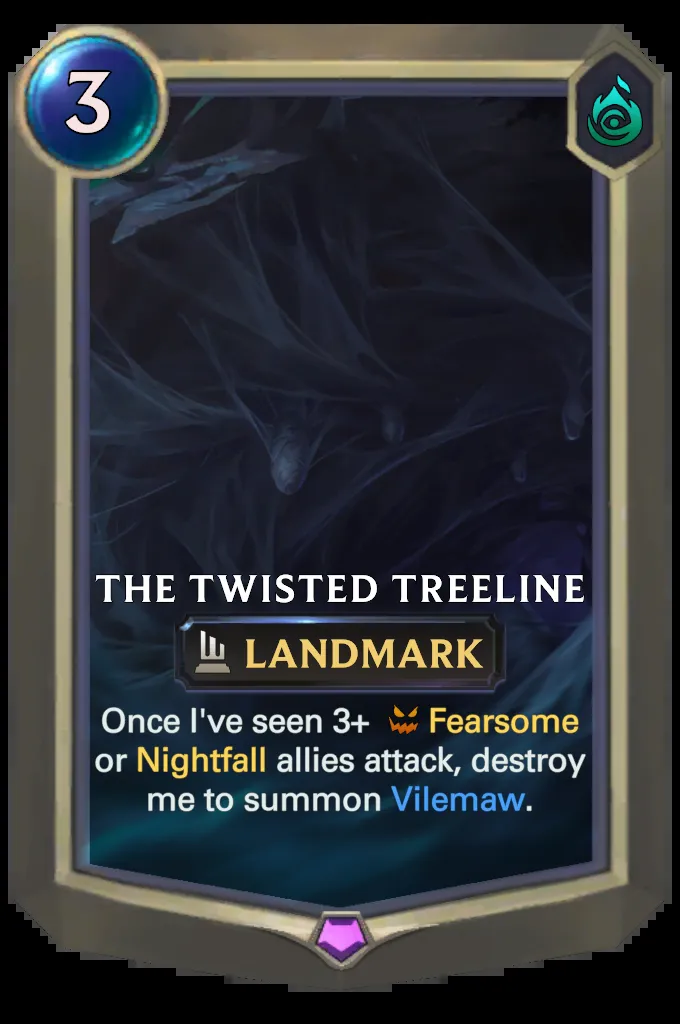 3
THE TWISTED TREELINE
LANDMARK
Once I've seen 3+ Fearsome
or Nightfall allies attack, destroy
me to summon Vilemaw.